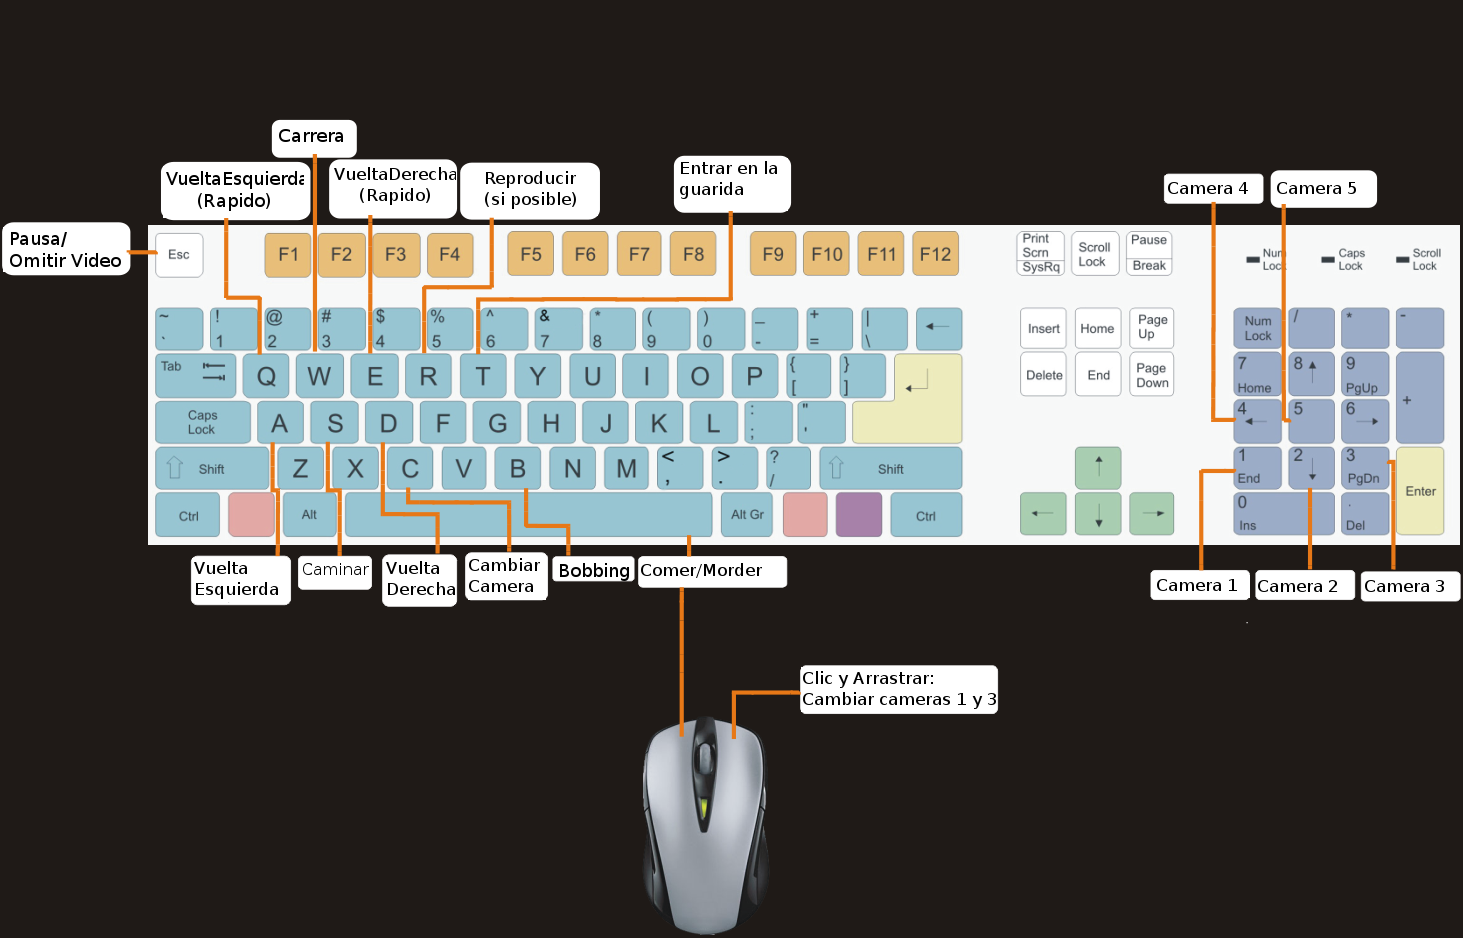 Carrera
VueltaEsquierda
(Rapido)
VueltaDerecha
(Rapido)
Reproducir
(si posible)
Entrar en la
guarida
Camera 4
Camera 5
Pausa/
Omitir Video
Esc
F1 F2 F3 F4 F5 F6 F7 F8 F9 F10 F11 F12
Print
Scrn
SysRq
Scroll
Lock
Pause
Break
Num
Lock
Caps
Lock
Scroll
Lock
~ ! @ # $ % ^ & * ( ) _ + |
` 1 2 3 4 5 6 7 8 9 0 - = \ ←
Insert Home Page
Up
Num
Lock
/ * -
Tab Q W E R T Y U I O P { }
[ ]
Delete End Page
Down
7
Home
8 ↑
9
PgUp
+
Caps
Lock
A S D F G H J K L : "
; '
4 ←
5
6 →
⇧ Shift Z X C V B N M < > ?
, . /
⇧ Shift
↑
1
End
2 ↓
3
PgDn
Enter
Ctrl Alt Alt Gr Ctrl
← ↓ →
0
Ins
.
Del
Vuelta
Esquierda
Caminar
Vuelta
Derecha
Cambiar
Camera
Bobbing
Comer/Morder
Camera 1
Camera 2
Camera 3
Clic y Arrastrar:
Cambiar cameras 1 y 3